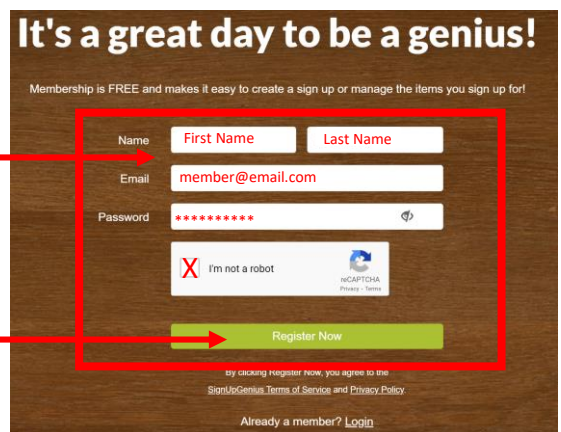 It's a great day to be a genius!
Membership is FREE and makes it easy to create a sign up or manage the items you sign up for!
Name First Name Last Name
Email member@email.com
Password **********
X I'm not a robot
reCAPTCHA
Privacy - Terms
Register Now
By clicking Register Now, you agree to the
SignUpGenius Terms of Service and Privacy Policy.
Already a member? Login